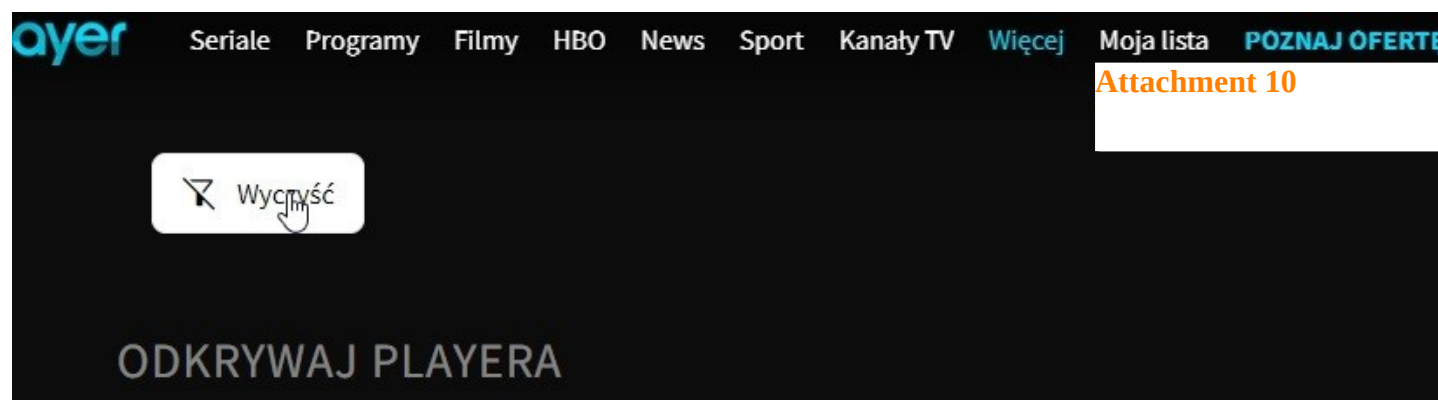 ayer Seriale Programy Filmy HBO News Sport Kanały TV Więcej Moja lista POZNAJ OFERTĘ
Attachment 10
Wyczyść
ODKRYWAJ PLAYERA